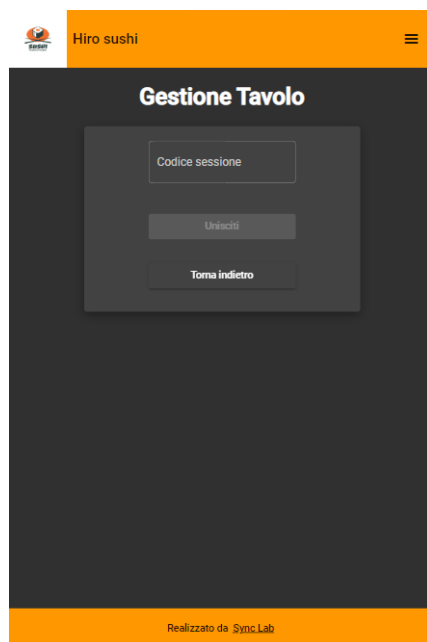 Hiro sushi
Gestione Tavolo
Codice sessione
Unisciti
Torna indietro
Realizzato da Sync Lab